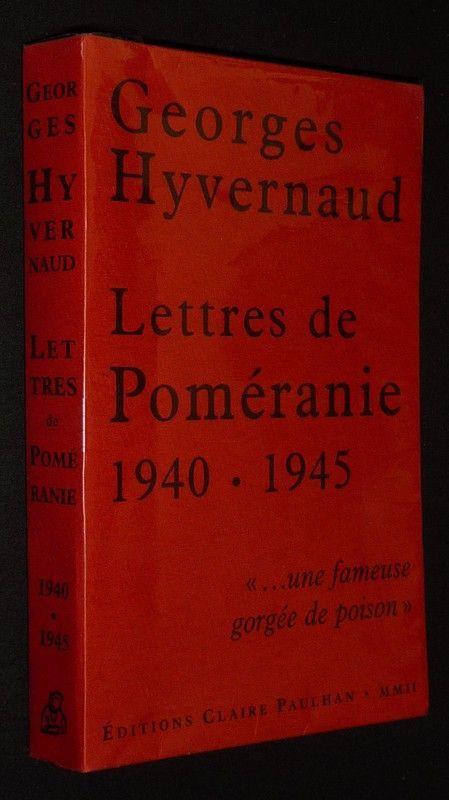 GEOR
GES
HY
VER
NAUD
LET
TRES
de
POMÉ
RANIE
1940
•
1945
Georges
Hyvernaud
Lettres de
Poméranie
1940 • 1945
« ...une fameuse
gorgée de poison »
ÉDITIONS CLAIRE PAULHAN • MMII